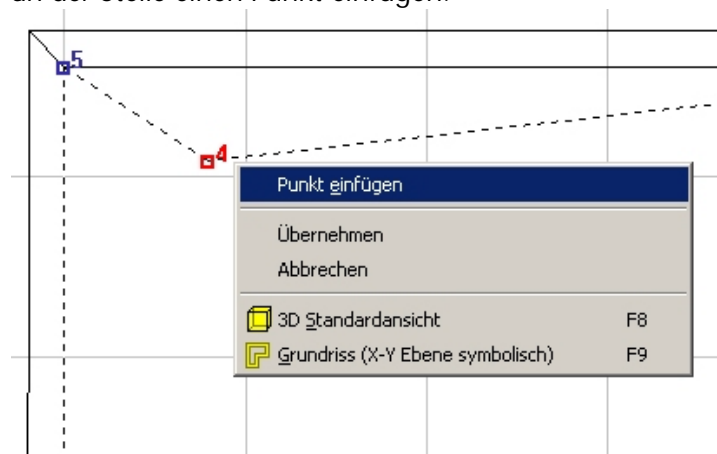 an der Stelle einen Punkt einfügen.
5
4
Punkt einfügen
Übernehmen
Abbrechen
3D Standardansicht F8
Grundriss (X-Y Ebene symbolisch) F9